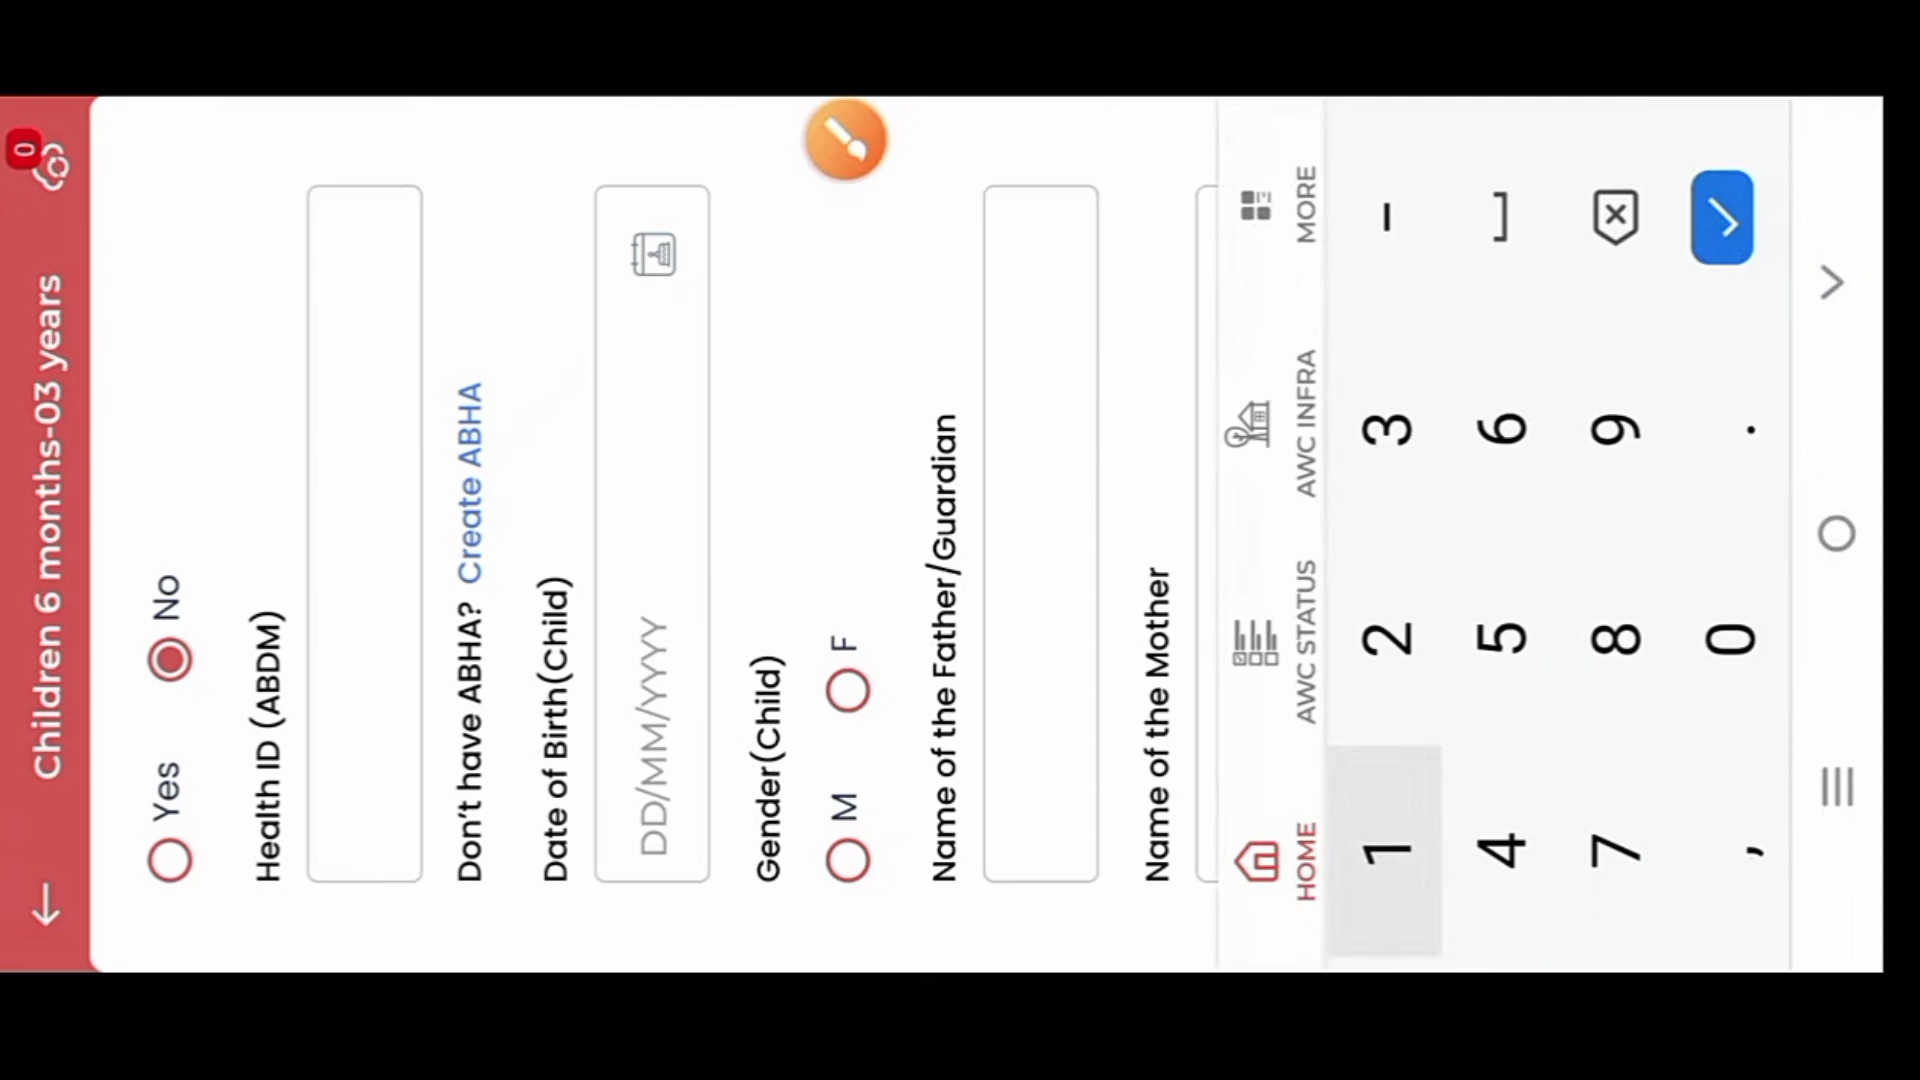 0
Children 6 months-03 years
Yes No
Health ID (ABDM)
Don't have ABHA? Create ABHA
Date of Birth(Child)
DD/MM/YYYY
Gender(Child)
M F
Name of the Father/Guardian
Name of the Mother
HOME AWC STATUS AWC INFRA MORE
1 2 3 -
4 5 6
7 8 9
, 0 .